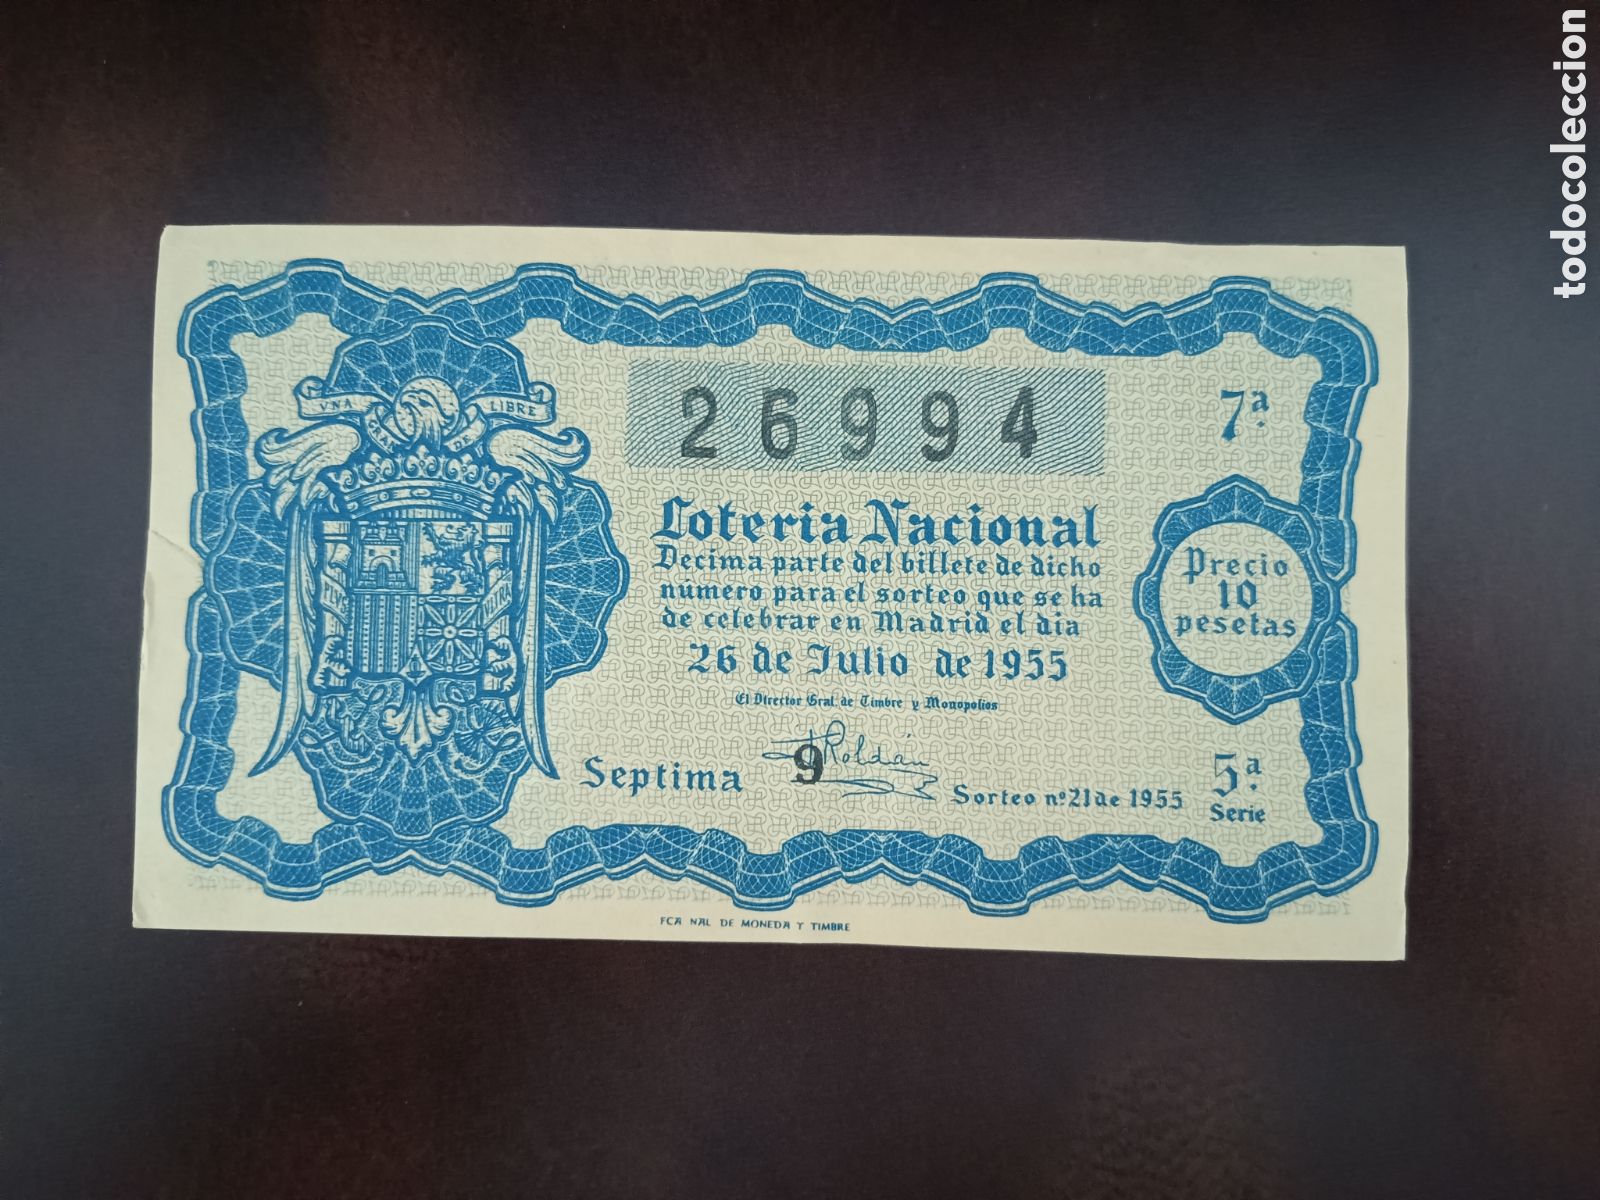 todocoleccion
VNA GRANDE LIBRE
26994
7ª
Lotería Nacional
Decima parte del billete de dicho
número para el sorteo que se ha
de celebrar en Madrid el dia
26 de Julio de 1955
Precio
10
pesetas
El Director Gral. de Timbre y Monopolios
PLVS
VLTRA
Septima
9
Roldán
Sorteo nº 21 de 1955
5ª
Serie
FCA NAL DE MONEDA Y TIMBRE